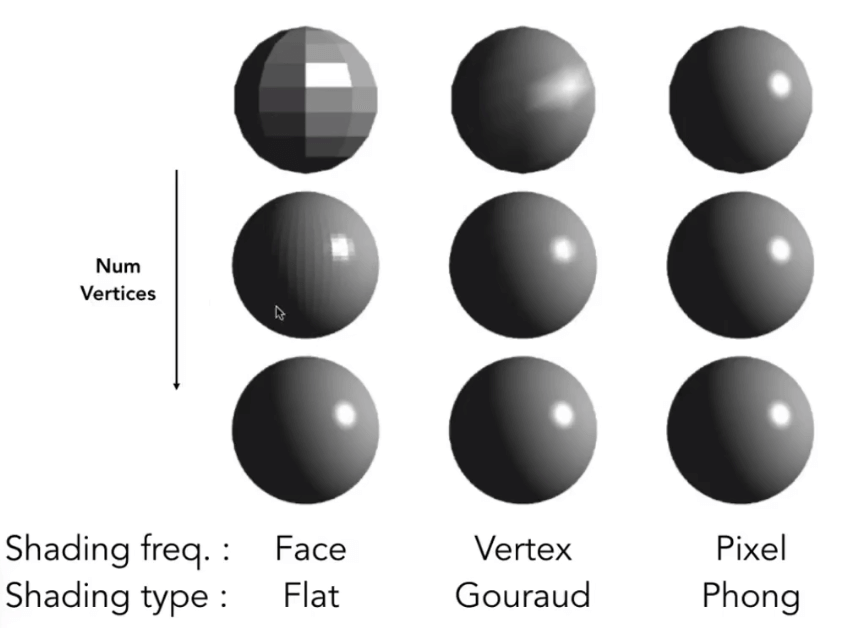 Num
Vertices
Shading freq. : Face Vertex Pixel
Shading type : Flat Gouraud Phong